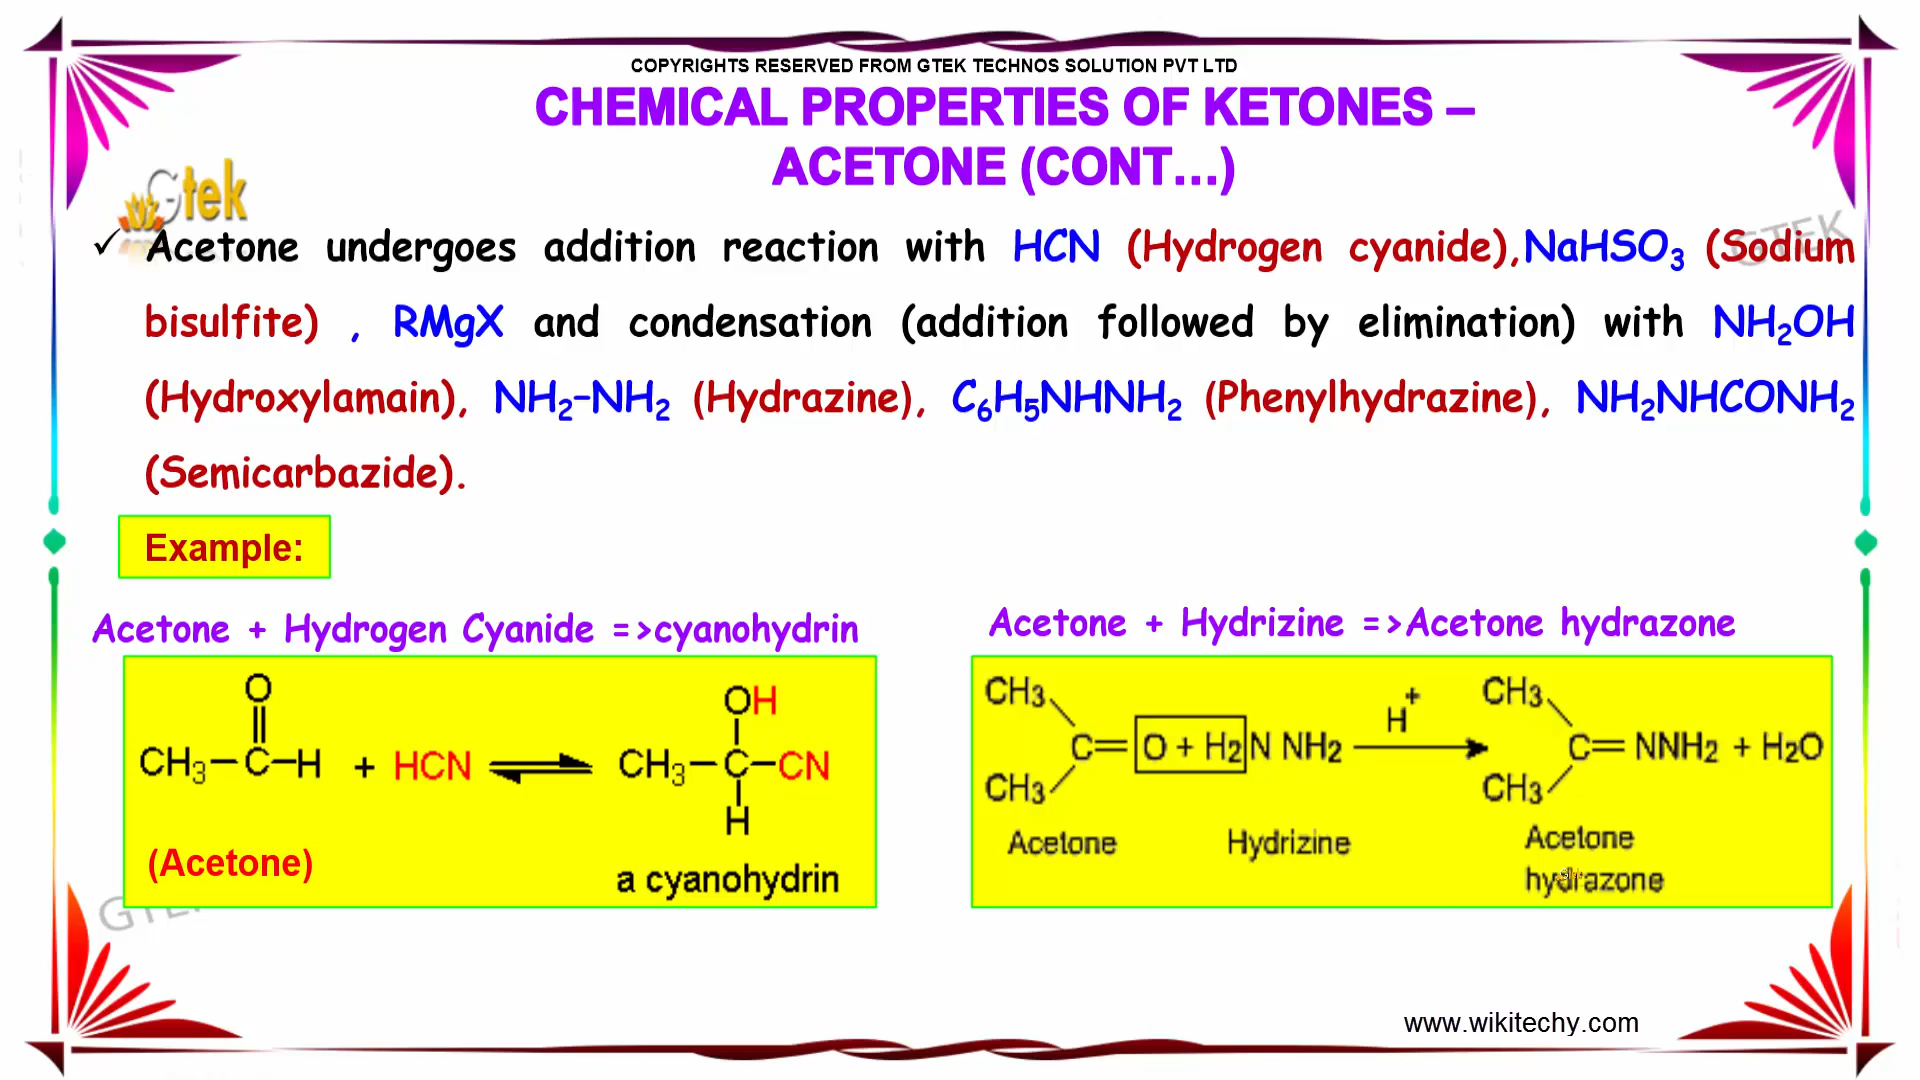 COPYRIGHTS RESERVED FROM GTEK TECHNOS SOLUTION PVT LTD
CHEMICAL PROPERTIES OF KETONES –
ACETONE (CONT...)
Gtek
✓ Acetone undergoes addition reaction with HCN (Hydrogen cyanide),NaHSO₃ (Sodium
GTEK
bisulfite) , RMgX and condensation (addition followed by elimination) with NH₂OH
(Hydroxylamain), NH₂–NH₂ (Hydrazine), C₆H₅NHNH₂ (Phenylhydrazine), NH₂NHCONH₂
(Semicarbazide).
Example:
Acetone + Hydrogen Cyanide =>cyanohydrin
O
CH₃–C–H + HCN
OH
CH₃–C–CN
H
(Acetone)
a cyanohydrin
Acetone + Hydrizine =>Acetone hydrazone
CH₃
C= O + H₂ N NH₂
CH₃
H⁺
CH₃
C= NNH₂ + H₂O
CH₃
Acetone
Hydrizine
Acetone
hydrazone
GTEK
www.wikitechy.com